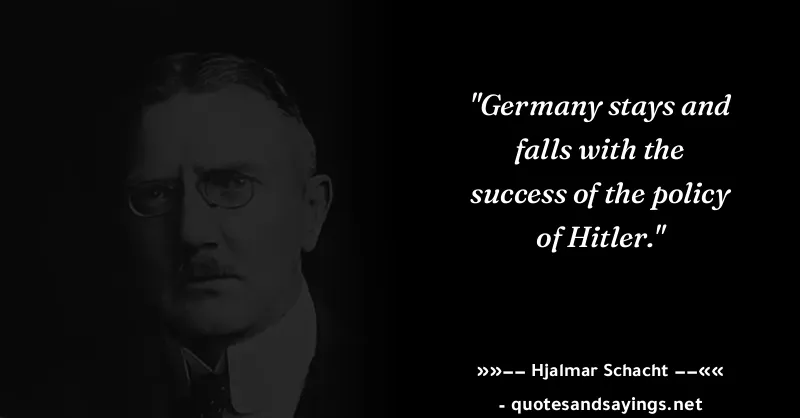 "Germany stays and
falls with the
success of the policy
of Hitler."
»»–– Hjalmar Schacht ––««
- quotesandsayings.net